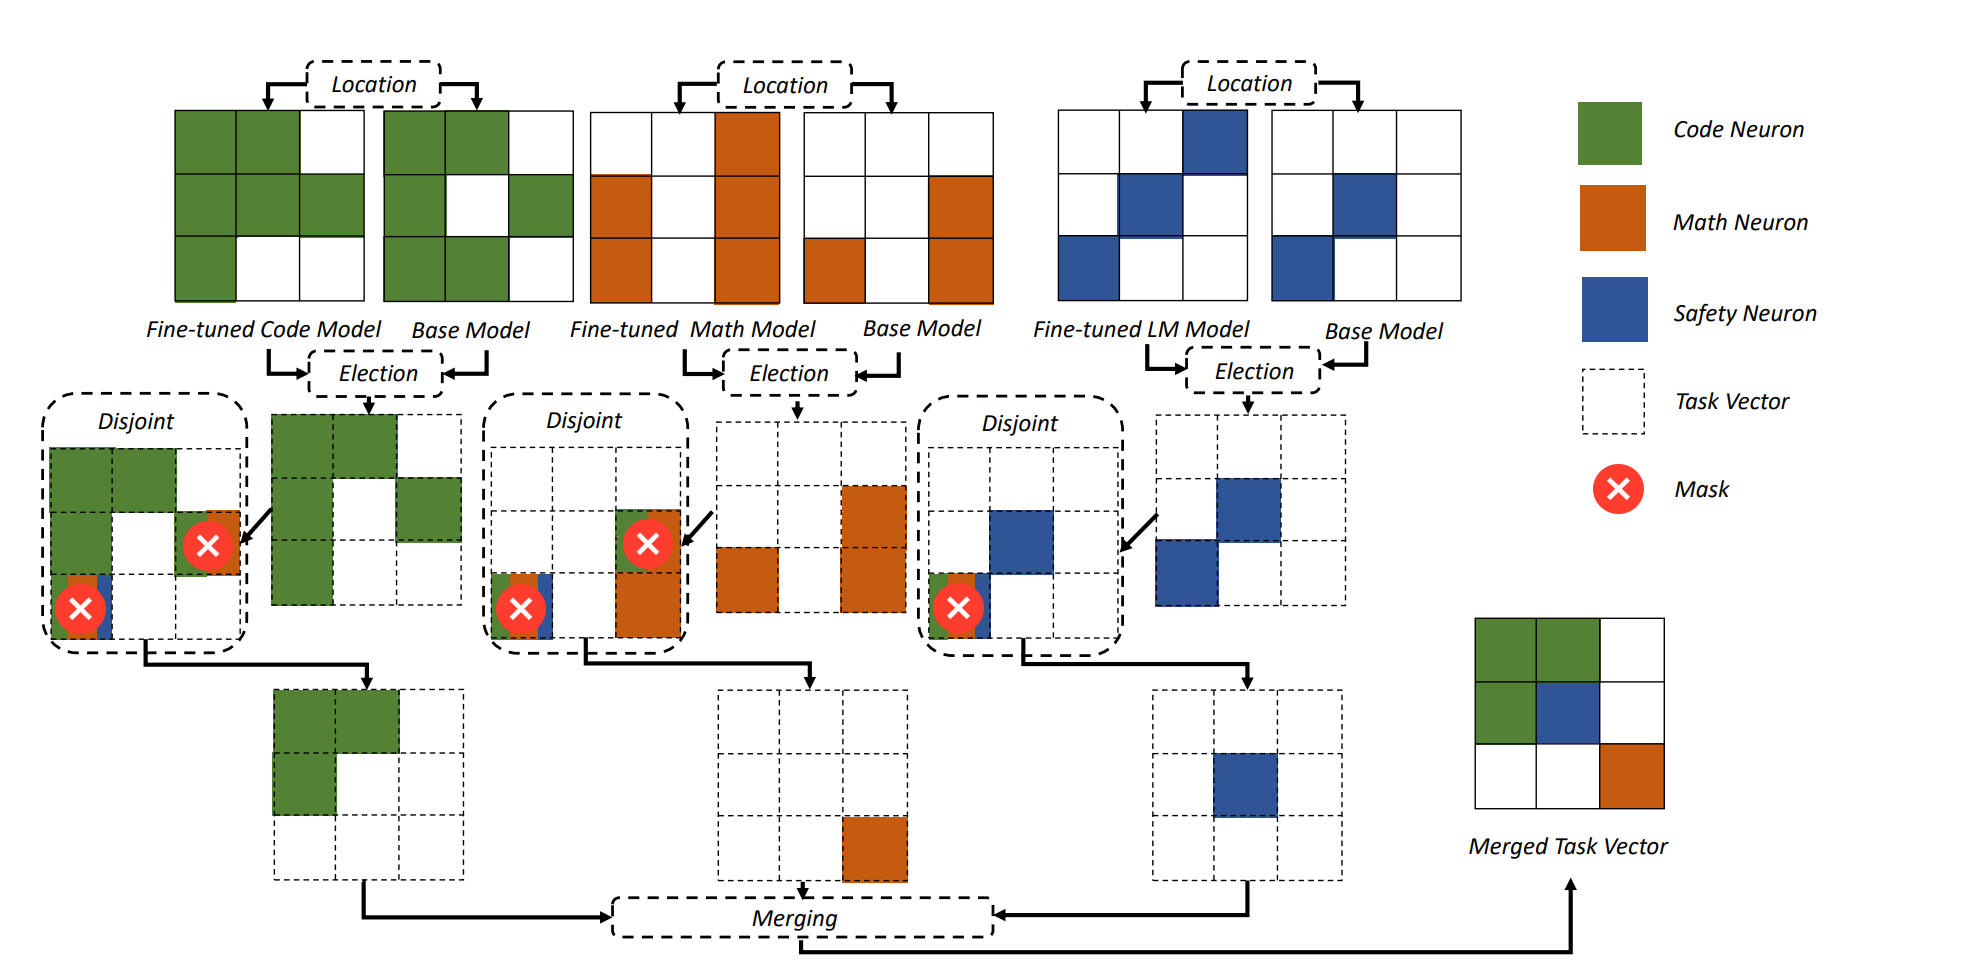 Location
Location
Location
Code Neuron
Math Neuron
Safety Neuron
Task Vector
Mask
Fine-tuned Code Model
Base Model
Fine-tuned Math Model
Base Model
Fine-tuned LM Model
Base Model
Election
Election
Election
Disjoint
Disjoint
Disjoint
Merged Task Vector
Merging